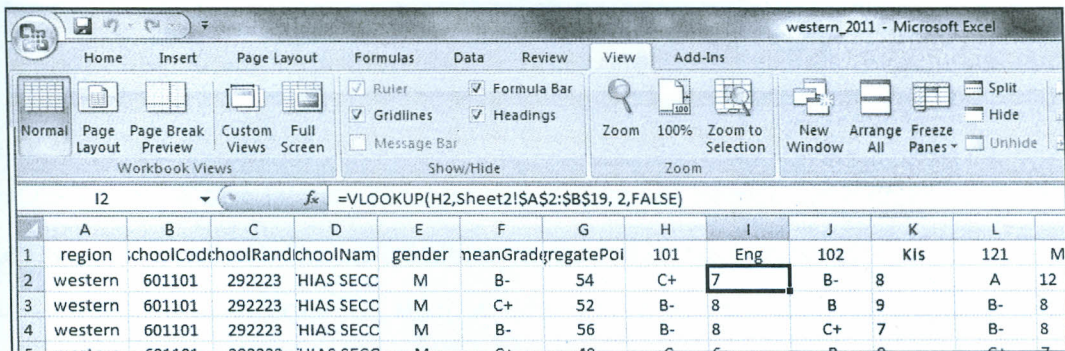 western_2011 - Microsoft Excel
Home Insert Page Layout Formulas Data Review View Add-Ins
Ruler Formula Bar
Gridlines Headings
Message Bar
Normal Page Layout Page Break Preview Custom Views Full Screen
Zoom 100% Zoom to Selection
New Window Arrange All Freeze Panes Split
Hide
Unhide
Workbook Views Show/Hide Zoom
I2 fx =VLOOKUP(H2,Sheet2!$A$2:$B$19, 2,FALSE)
A B C D E F G H I J K L
1 region choolCod hoolRand choolNam gender meanGrade regatePoi 101 Eng 102 Kis 121 M
2 western 601101 292223 THIAS SECC M B- 54 C+ 7 B- 8 A 12
3 western 601101 292223 THIAS SECC M C+ 52 B- 8 B 9 B- 8
4 western 601101 292223 THIAS SECC M B- 56 B- 8 C+ 7 B- 8